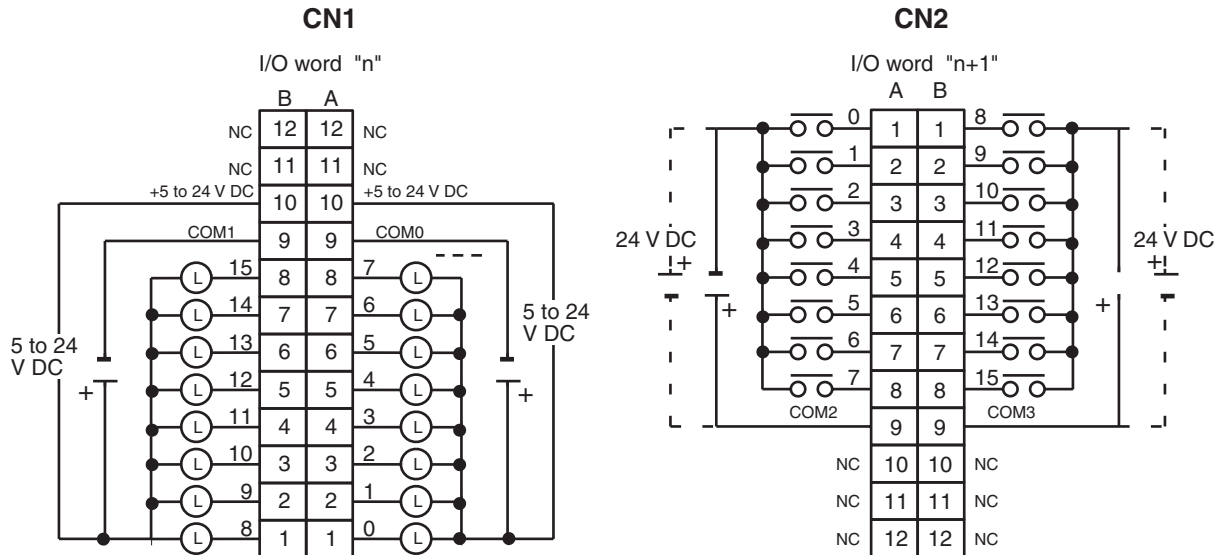 CN1
I/O word "n"
B A
NC 12 12 NC
NC 11 11 NC
+5 to 24 V DC 10 10 +5 to 24 V DC
COM1 9 9 COM0
L 15 8 8 7 L
L 14 7 7 6 L
L 13 6 6 5 L
L 12 5 5 4 L
L 11 4 4 3 L
L 10 3 3 2 L
L 9 2 2 1 L
L 8 1 1 0 L
5 to 24
V DC
+
5 to 24
V DC
+
CN2
I/O word "n+1"
A B
0 1 1 8
1 2 2 9
2 3 3 10
3 4 4 11
4 5 5 12
5 6 6 13
6 7 7 14
7 8 8 15
COM2 9 9 COM3
NC 10 10 NC
NC 11 11 NC
NC 12 12 NC
24 V DC
+
+
24 V DC
+
+